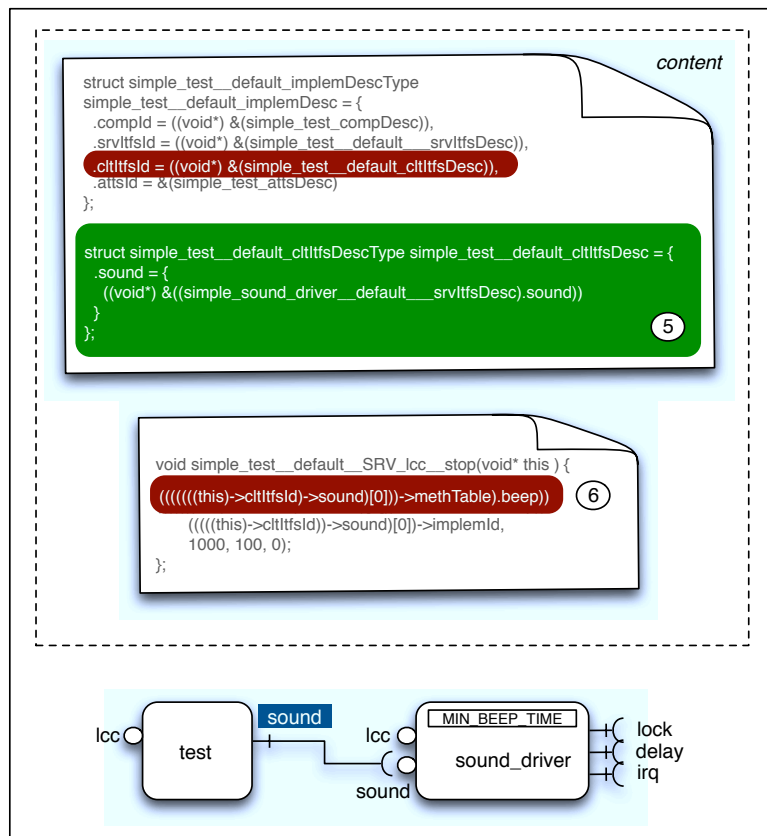 content
struct simple_test__default_implemDescType
simple_test__default_implemDesc = {
.compId = ((void*) &(simple_test_compDesc)),
.srvItfsId = ((void*) &(simple_test__default___srvItfsDesc)),
.cltItfsId = ((void*) &(simple_test__default_cltItfsDesc)),
.attsId = &(simple_test_attsDesc)
};
struct simple_test__default_cltItfsDescType simple_test__default_cltItfsDesc = {
.sound = {
((void*) &((simple_sound_driver__default___srvItfsDesc).sound))
}
};
5
void simple_test__default__SRV_lcc__stop(void* this ) {
(((((((this)->cltItfsId)->sound)[0]))->methTable).beep))
6
(((((this)->cltItfsId))->sound)[0])->implemId,
1000, 100, 0);
};
lcc
test
sound
lcc
sound
MIN_BEEP_TIME
sound_driver
lock
delay
irq